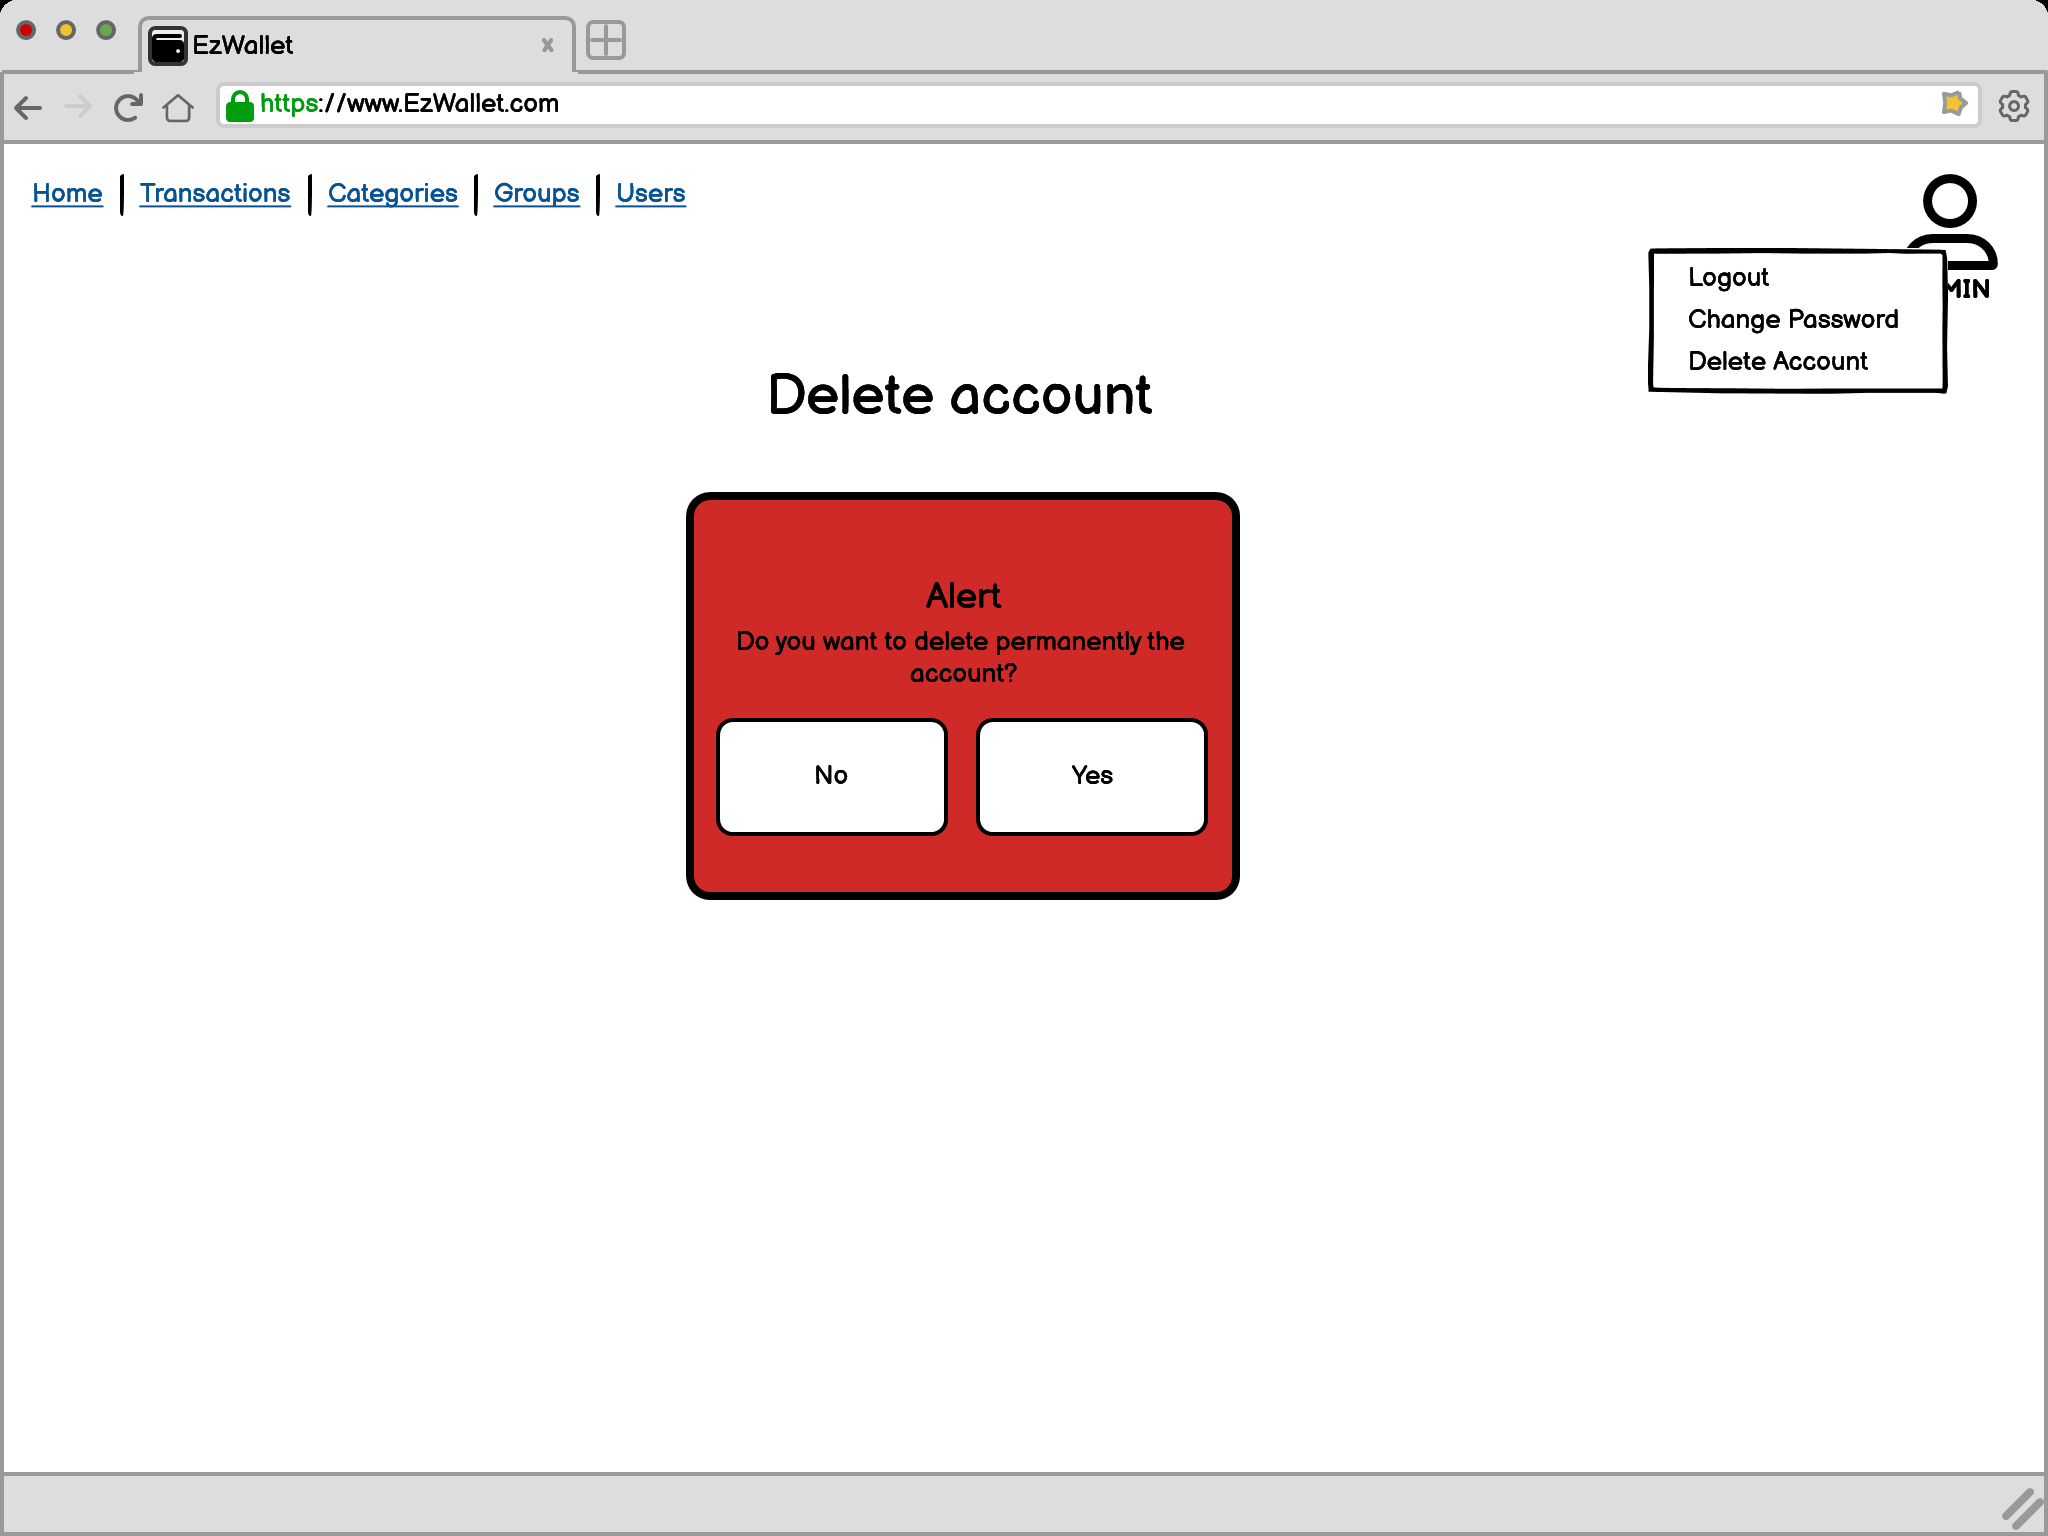 EzWallet
https://www.EzWallet.com
Home
Transactions
Categories
Groups
Users
Logout
Change Password
Delete Account
Delete account
Alert
Do you want to delete permanently the
account?
No
Yes